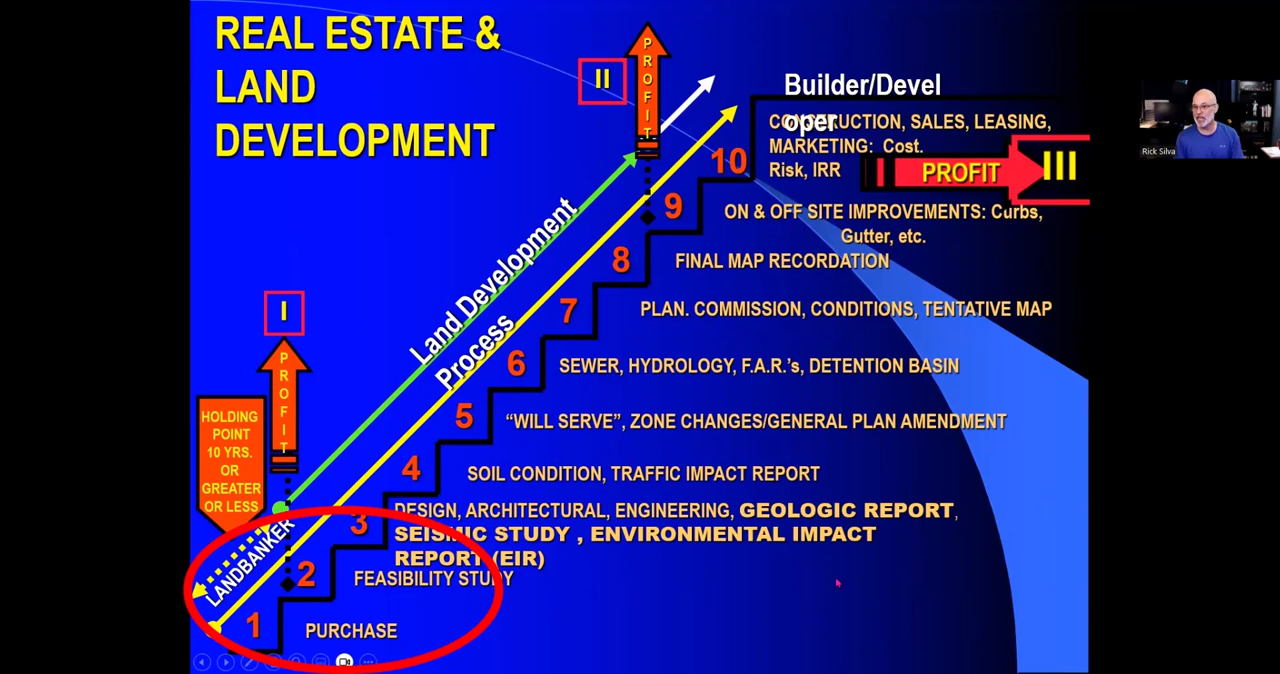 REAL ESTATE &
LAND
DEVELOPMENT
II
PROFIT
Builder/Devel
oper
CONSTRUCTION, SALES, LEASING,
MARKETING: Cost.
Risk, IRR
PROFIT
III
Rick Silva
10
9
ON & OFF SITE IMPROVEMENTS: Curbs,
Gutter, etc.
8
FINAL MAP RECORDATION
7
PLAN. COMMISSION, CONDITIONS, TENTATIVE MAP
6
SEWER, HYDROLOGY, F.A.R.'s, DETENTION BASIN
5
“WILL SERVE”, ZONE CHANGES/GENERAL PLAN AMENDMENT
4
SOIL CONDITION, TRAFFIC IMPACT REPORT
3
DESIGN, ARCHITECTURAL, ENGINEERING, GEOLOGIC REPORT,
SEISMIC STUDY , ENVIRONMENTAL IMPACT
REPORT (EIR)
2
FEASIBILITY STUDY
1
PURCHASE
Land Development
Process
I
PROFIT
HOLDING
POINT
10 YRS.
OR
GREATER
OR LESS
LANDBANKER